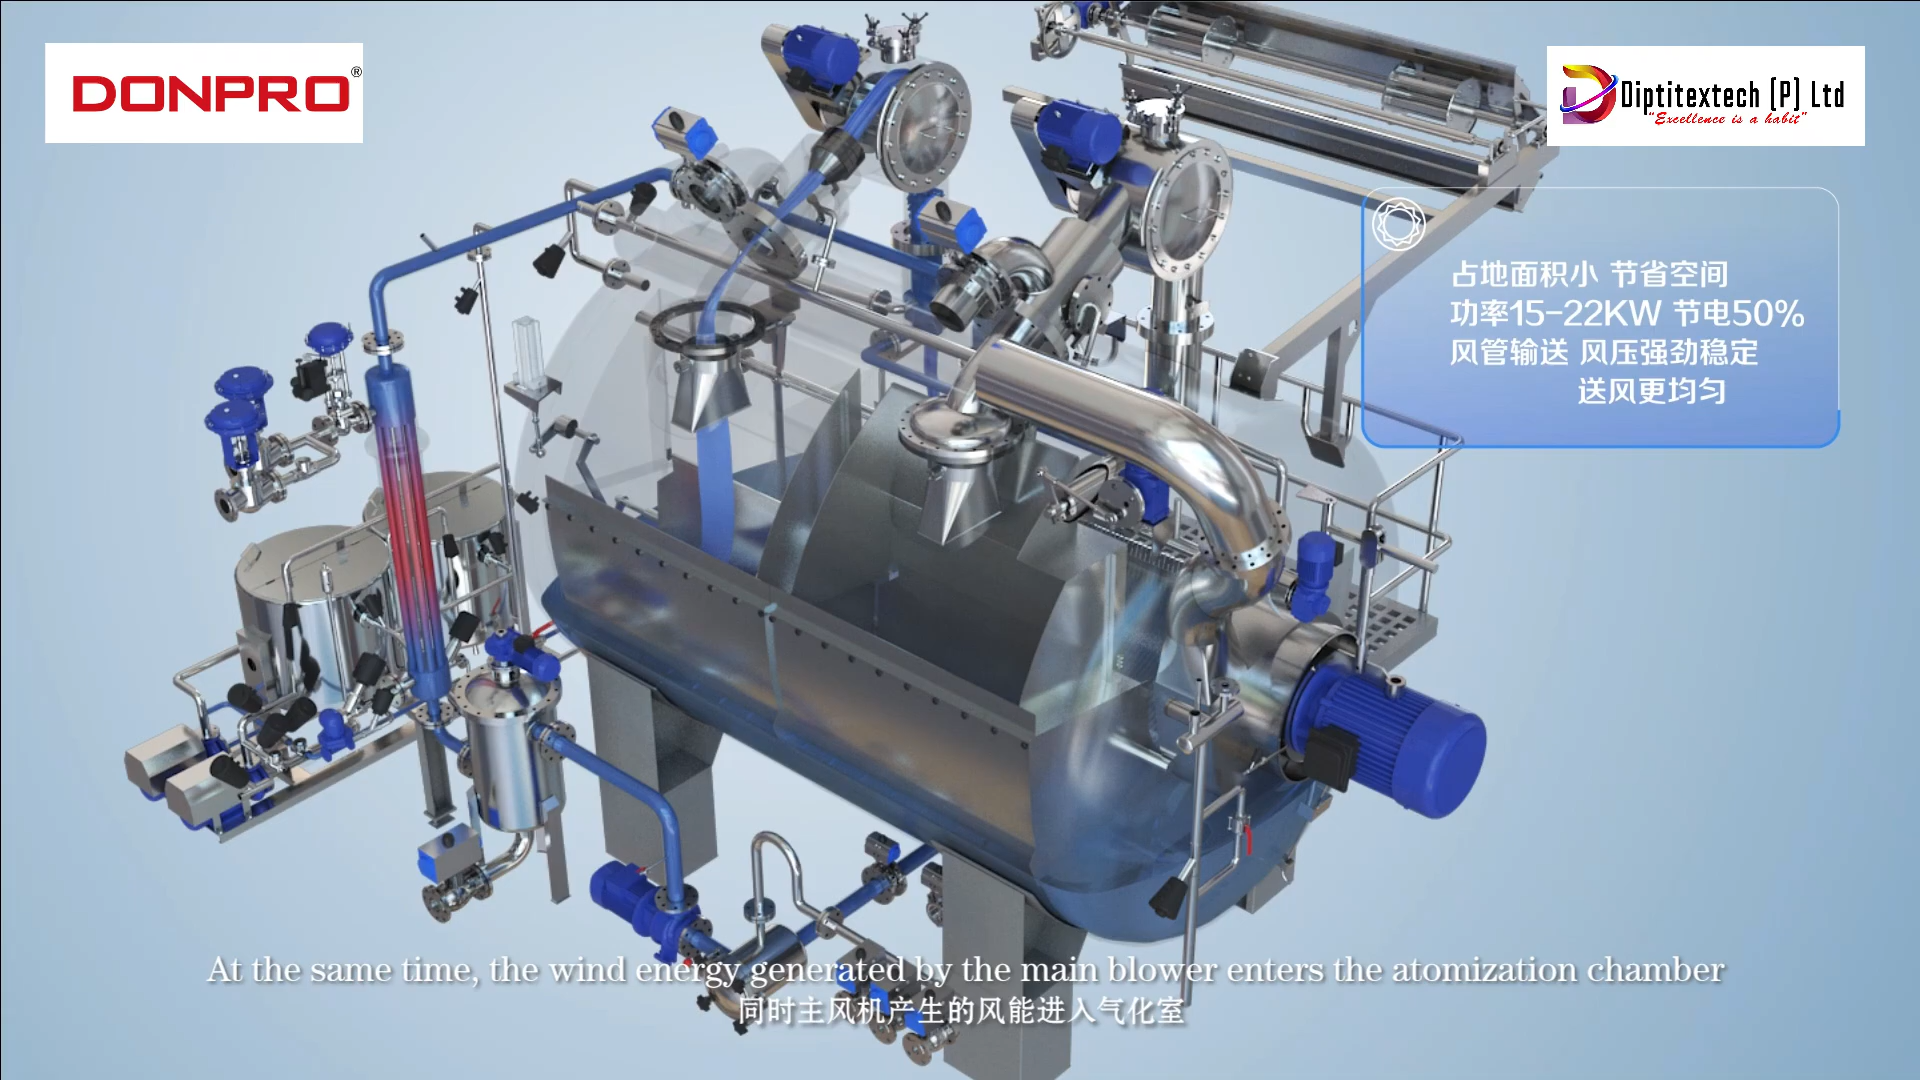 DONPRO®
Diptitextech (P) Ltd
"Excellence is a habit"
占地面积小 节省空间
功率15-22KW 节电50%
风管输送 风压强劲稳定
送风更均匀
At the same time, the wind energy generated by the main blower enters the atomization chamber
同时主风机产生的风能进入气化室